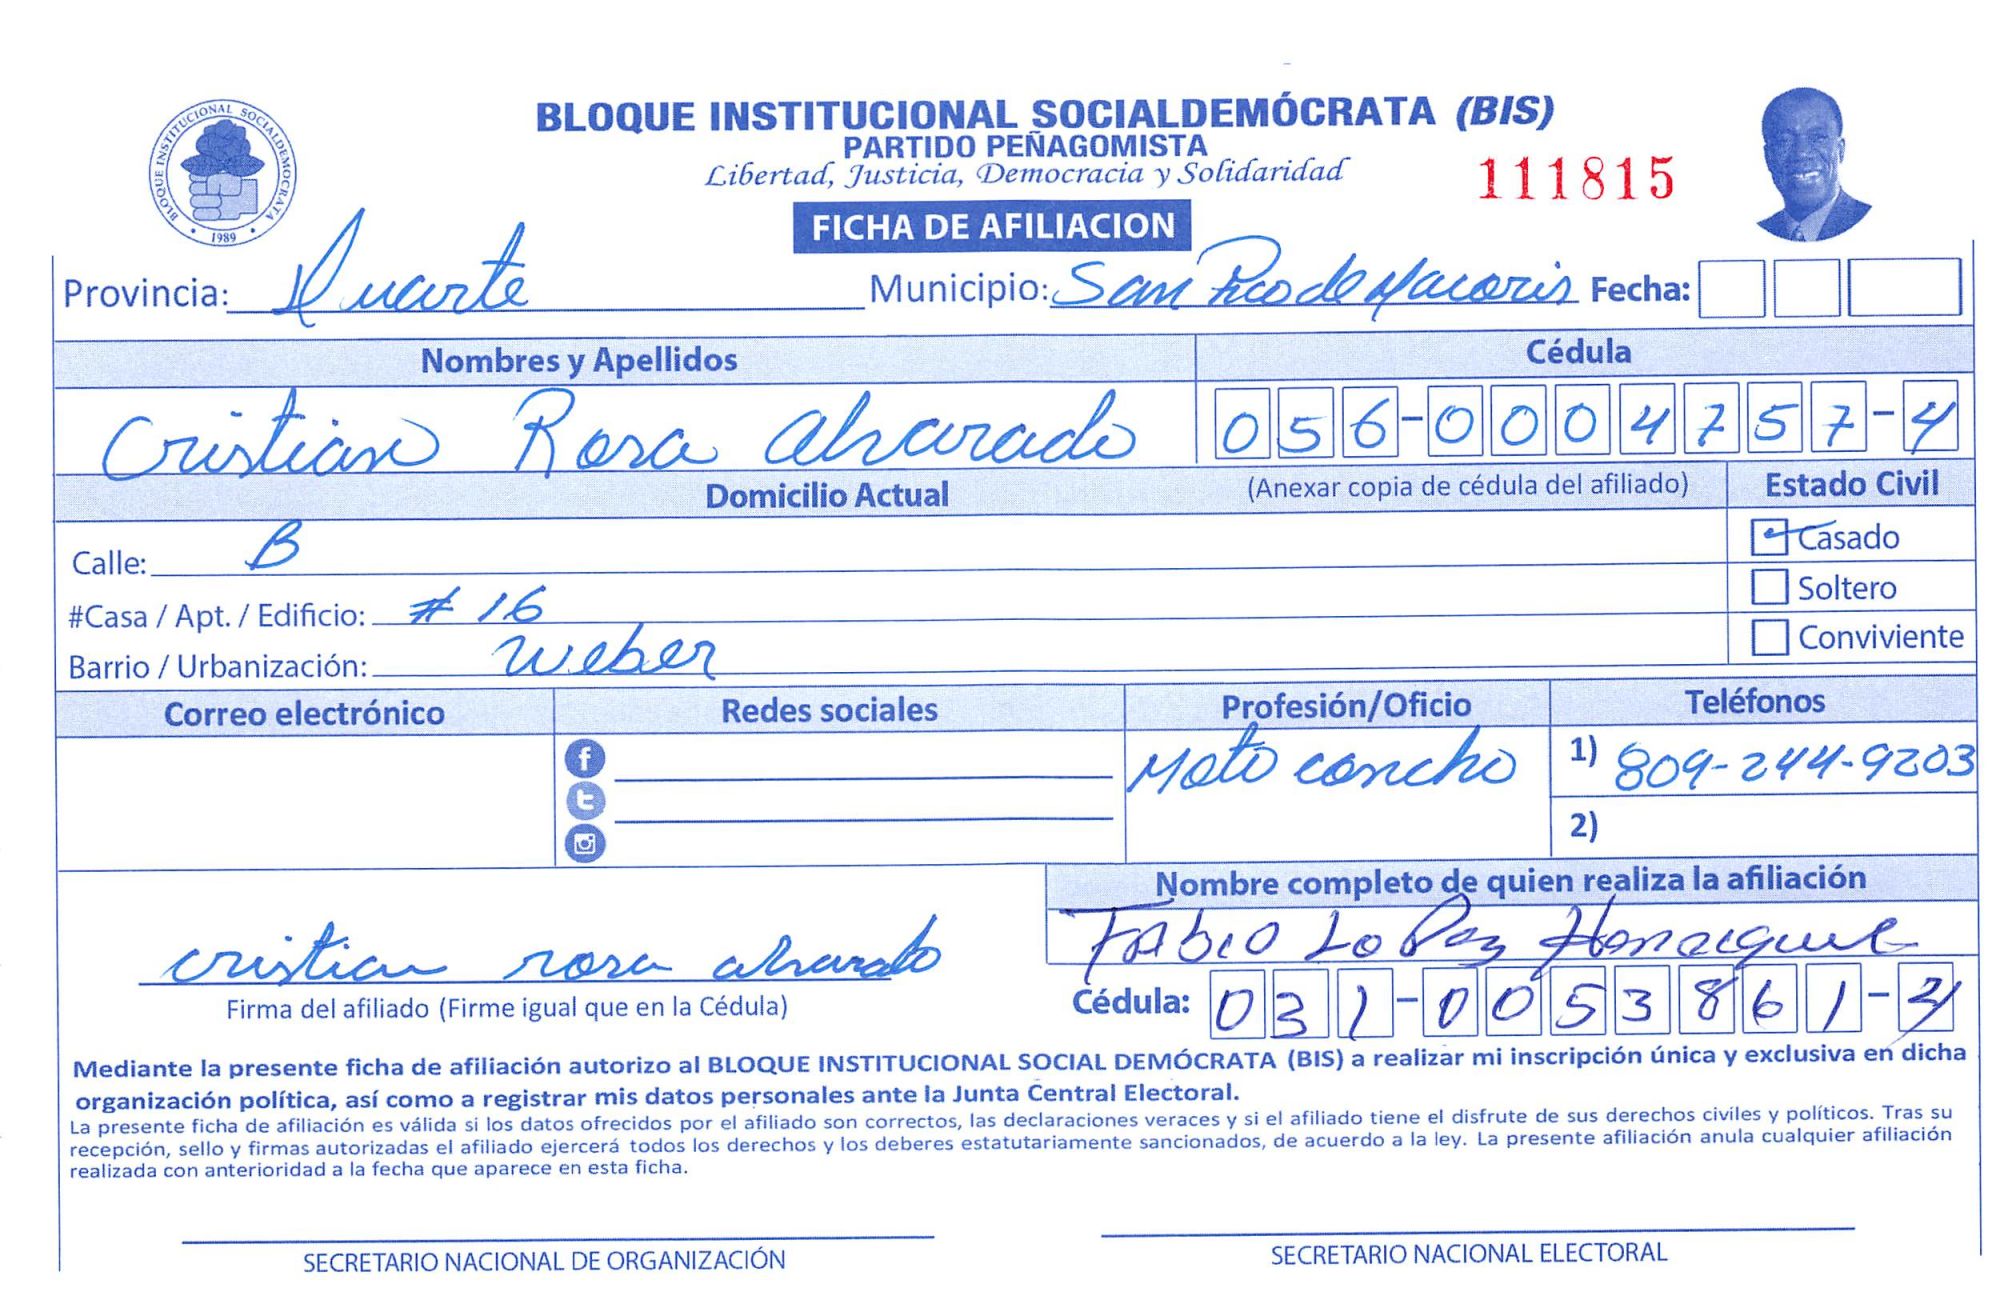 BLOQUE INSTITUCIONAL SOCIALDEMÓCRATA (BIS)
PARTIDO PEÑAGOMISTA
Libertad, Justicia, Democracia y Solidaridad
111815
BLOQUE INSTITUCIONAL SOCIALDEMOCRATA
1989
FICHA DE AFILIACION
Provincia: Duarte Municipio: San Fco de Macoris Fecha:
Nombres y Apellidos Cédula
Cristian Rosa Alvarado 056-0004757-4
Domicilio Actual (Anexar copia de cédula del afiliado) Estado Civil
Calle: B Casado
#Casa / Apt. / Edificio: # 16 Soltero
Barrio / Urbanización: Weber Conviviente
Correo electrónico Redes sociales Profesión/Oficio Teléfonos
Moto concho 1) 809-244-9203
2)
Nombre completo de quien realiza la afiliación
cristian rosa alvarado FAbio Lo Paz
Firma del afiliado (Firme igual que en la Cédula) Cédula: 031-0053861-
Mediante la presente ficha de afiliación autorizo al BLOQUE INSTITUCIONAL SOCIAL DEMÓCRATA (BIS) a realizar mi inscripción única y exclusiva en dicha
organización política, así como a registrar mis datos personales ante la Junta Central Electoral.
La presente ficha de afiliación es válida si los datos ofrecidos por el afiliado son correctos, las declaraciones veraces y si el afiliado tiene el disfrute de sus derechos civiles y políticos. Tras su
recepción, sello y firmas autorizadas el afiliado ejercerá todos los derechos y los deberes estatutariamente sancionados, de acuerdo a la ley. La presente afiliación anula cualquier afiliación
realizada con anterioridad a la fecha que aparece en esta ficha.
SECRETARIO NACIONAL DE ORGANIZACIÓN SECRETARIO NACIONAL ELECTORAL